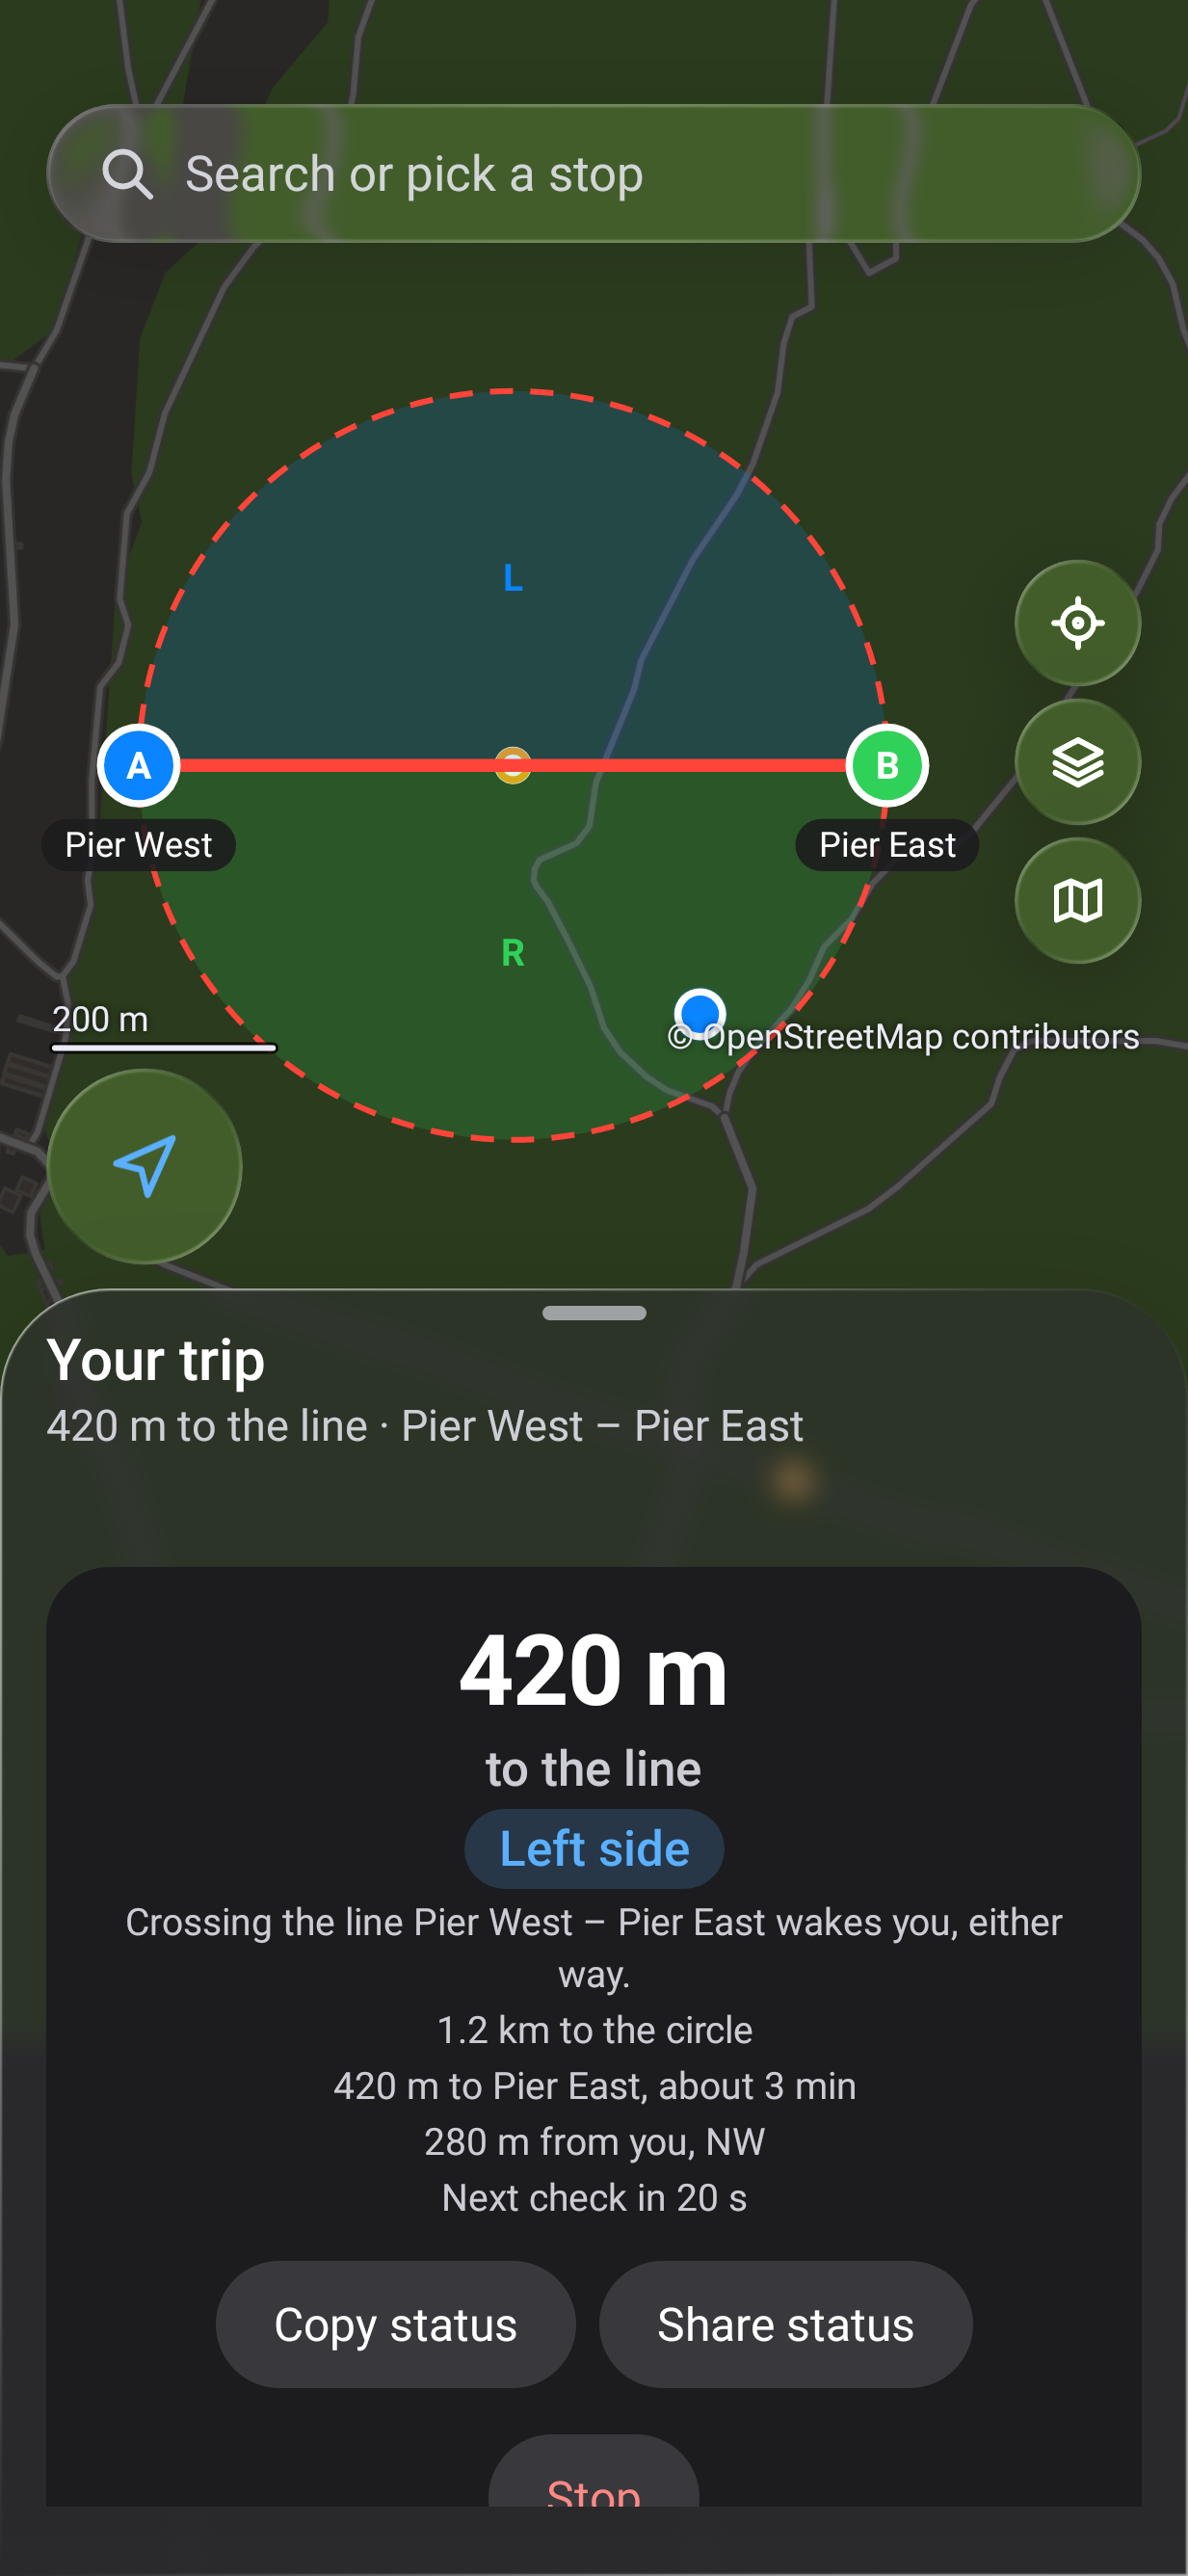 Search or pick a stop
L
A
B
Pier West
Pier East
R
200 m
© OpenStreetMap contributors
Your trip
420 m to the line · Pier West – Pier East
420 m
to the line
Left side
Crossing the line Pier West – Pier East wakes you, either
way.
1.2 km to the circle
420 m to Pier East, about 3 min
280 m from you, NW
Next check in 20 s
Copy status
Share status
Stop